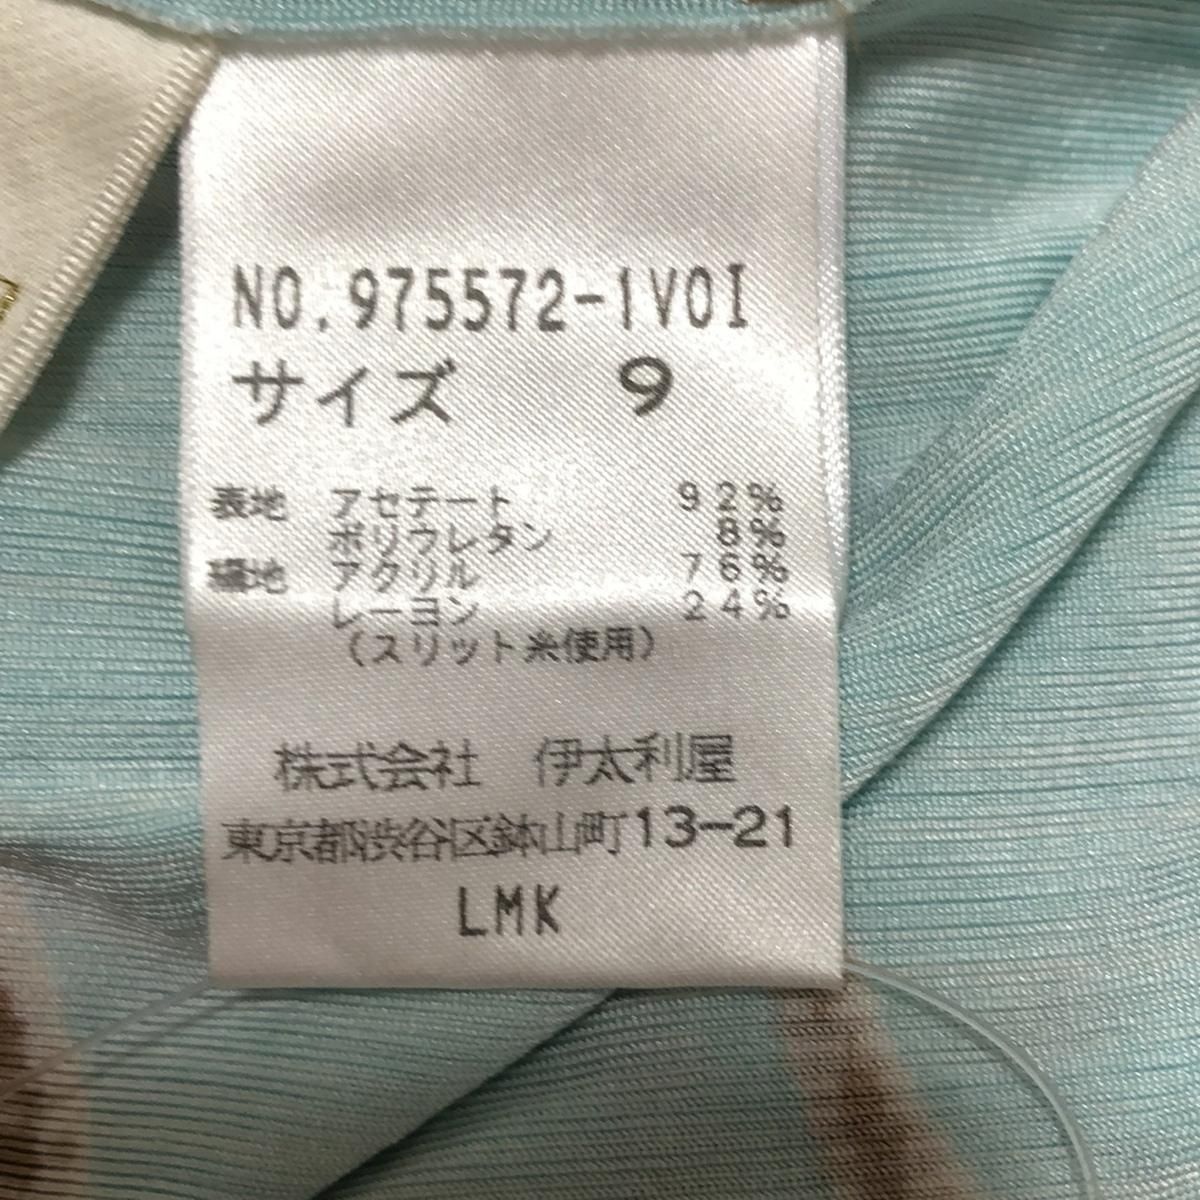 NO.975572-1V0I
サイズ 9
表地 アセテート 92%
ポリウレタン 8%
アクリル 76%
レーヨン 24%
(スリット糸使用)
株式会社 伊太利屋
東京都渋谷区鉢山町13-21
LMK